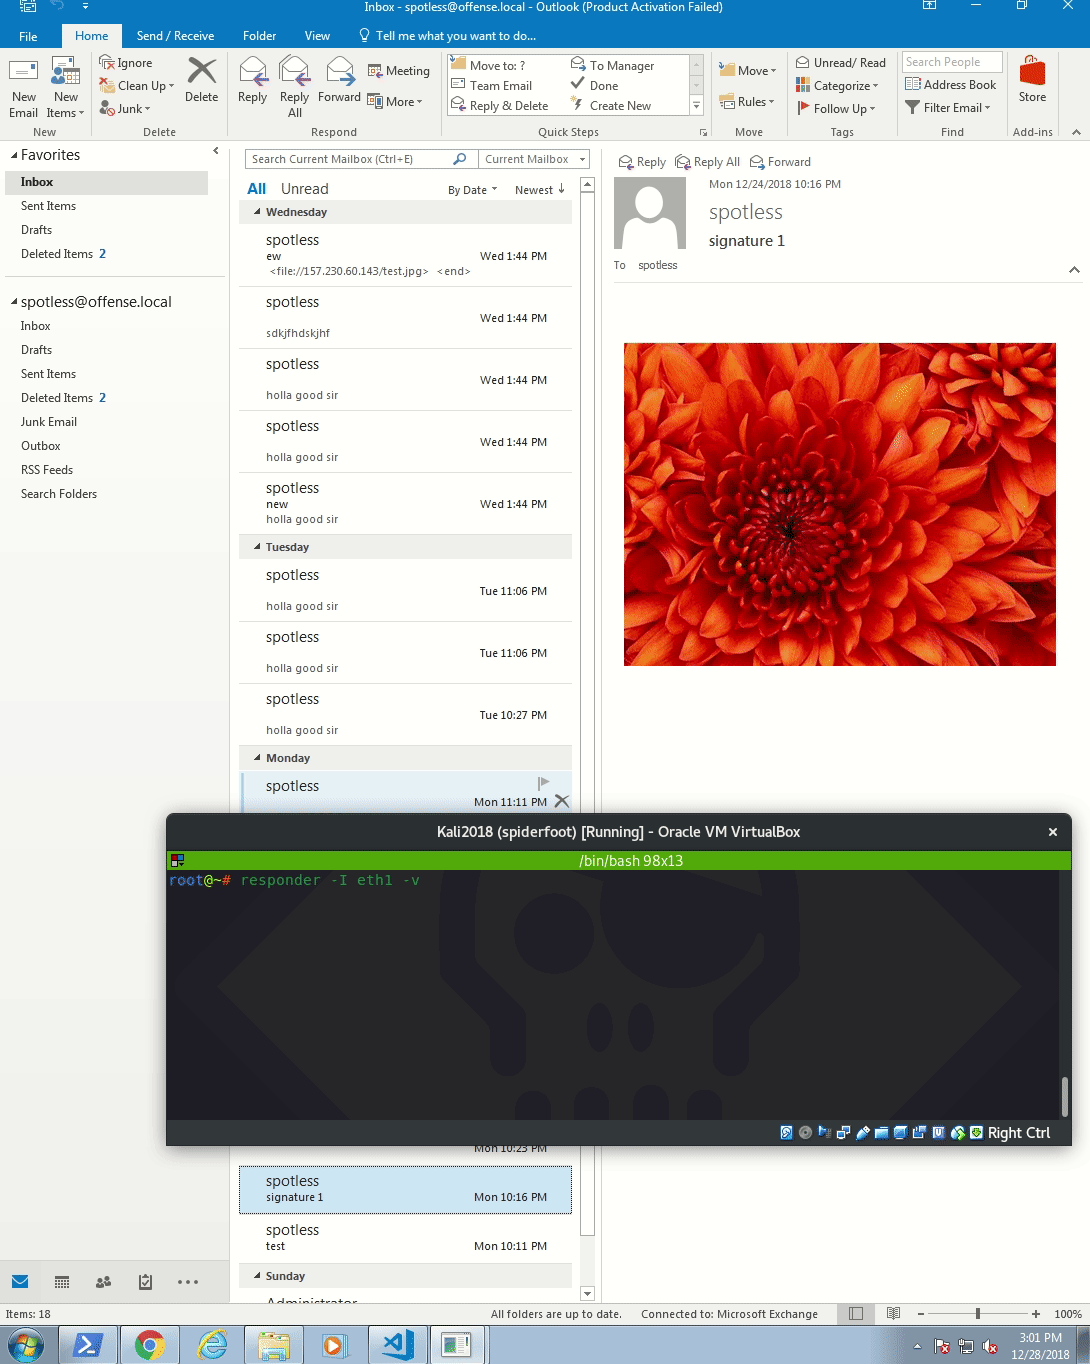 Inbox - spotless@offense.local - Outlook (Product Activation Failed)
File Home Send / Receive Folder View Tell me what you want to do...
New Email
New Items
New
Ignore
Clean Up
Junk
Delete
Delete
Reply
Reply All
Forward
Meeting
More
Respond
Move to: ?
Team Email
Reply & Delete
To Manager
Done
Create New
Quick Steps
Move
Rules
Move
Unread/ Read
Categorize
Follow Up
Tags
Search People
Address Book
Filter Email
Find
Store
Add-ins
Favorites
Inbox
Sent Items
Drafts
Deleted Items 2
spotless@offense.local
Inbox
Drafts
Sent Items
Deleted Items 2
Junk Email
Outbox
RSS Feeds
Search Folders
Search Current Mailbox (Ctrl+E) Current Mailbox
All Unread By Date Newest
Wednesday
spotless
ew Wed 1:44 PM
<file://157.230.60.143/test.jpg> <end>
spotless
Wed 1:44 PM
sdkjfhdskjhf
spotless
Wed 1:44 PM
holla good sir
spotless
Wed 1:44 PM
holla good sir
spotless
new Wed 1:44 PM
holla good sir
Tuesday
spotless
Tue 11:06 PM
holla good sir
spotless
Tue 11:06 PM
holla good sir
spotless
Tue 10:27 PM
holla good sir
Monday
spotless
Mon 11:11 PM
Reply Reply All Forward
Mon 12/24/2018 10:16 PM
spotless
signature 1
To spotless
Kali2018 (spiderfoot) [Running] - Oracle VM VirtualBox
/bin/bash 98x13
root@~# responder -I eth1 -v
Right Ctrl
Mon 10:23 PM
spotless
signature 1 Mon 10:16 PM
spotless
test Mon 10:11 PM
Sunday
Administrator
Items: 18 All folders are up to date. Connected to: Microsoft Exchange 100%
3:01 PM
12/28/2018